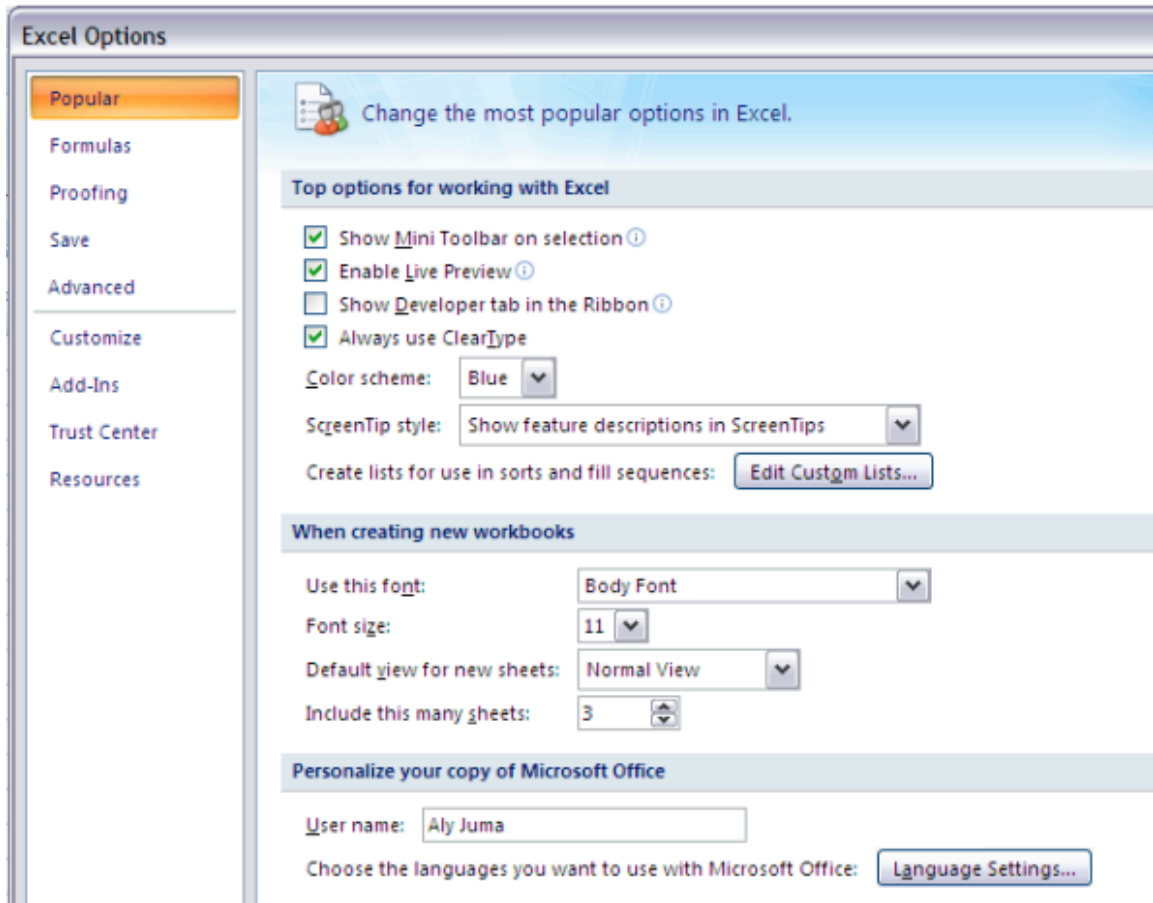 Excel Options
Popular
Formulas
Proofing
Save
Advanced
Customize
Add-Ins
Trust Center
Resources
Change the most popular options in Excel.
Top options for working with Excel
Show Mini Toolbar on selection
Enable Live Preview
Show Developer tab in the Ribbon
Always use ClearType
Color scheme: Blue
ScreenTip style: Show feature descriptions in ScreenTips
Create lists for use in sorts and fill sequences: Edit Custom Lists...
When creating new workbooks
Use this font: Body Font
Font size: 11
Default view for new sheets: Normal View
Include this many sheets: 3
Personalize your copy of Microsoft Office
User name: Aly Juma
Choose the languages you want to use with Microsoft Office: Language Settings...